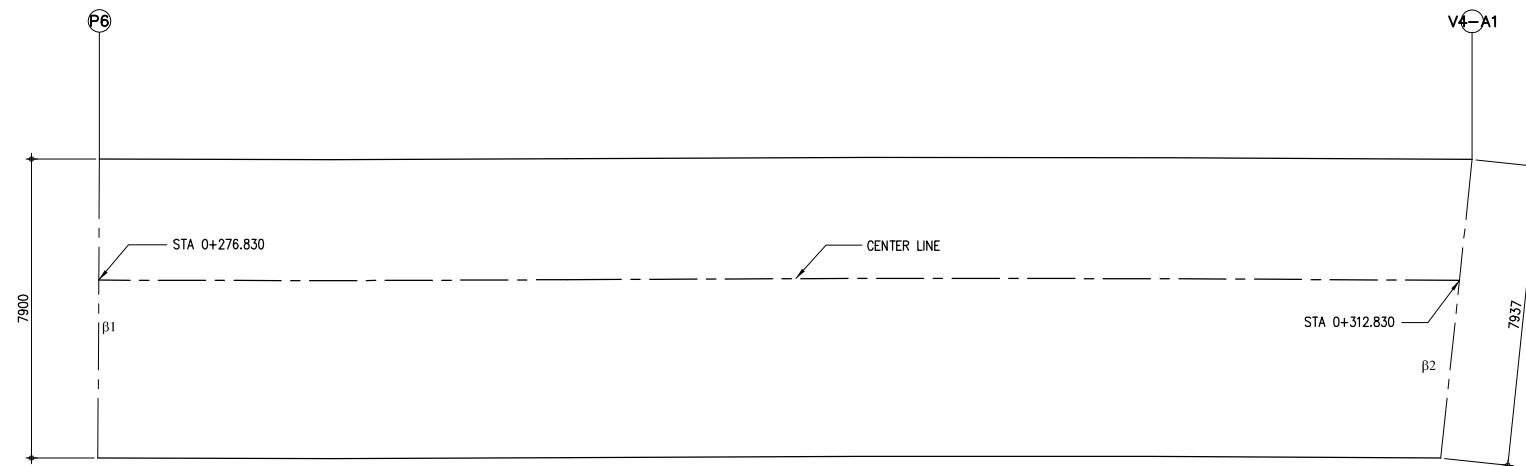 P6
V4-A1
STA 0+276.830
CENTER LINE
7900
β1
STA 0+312.830
7937
β2